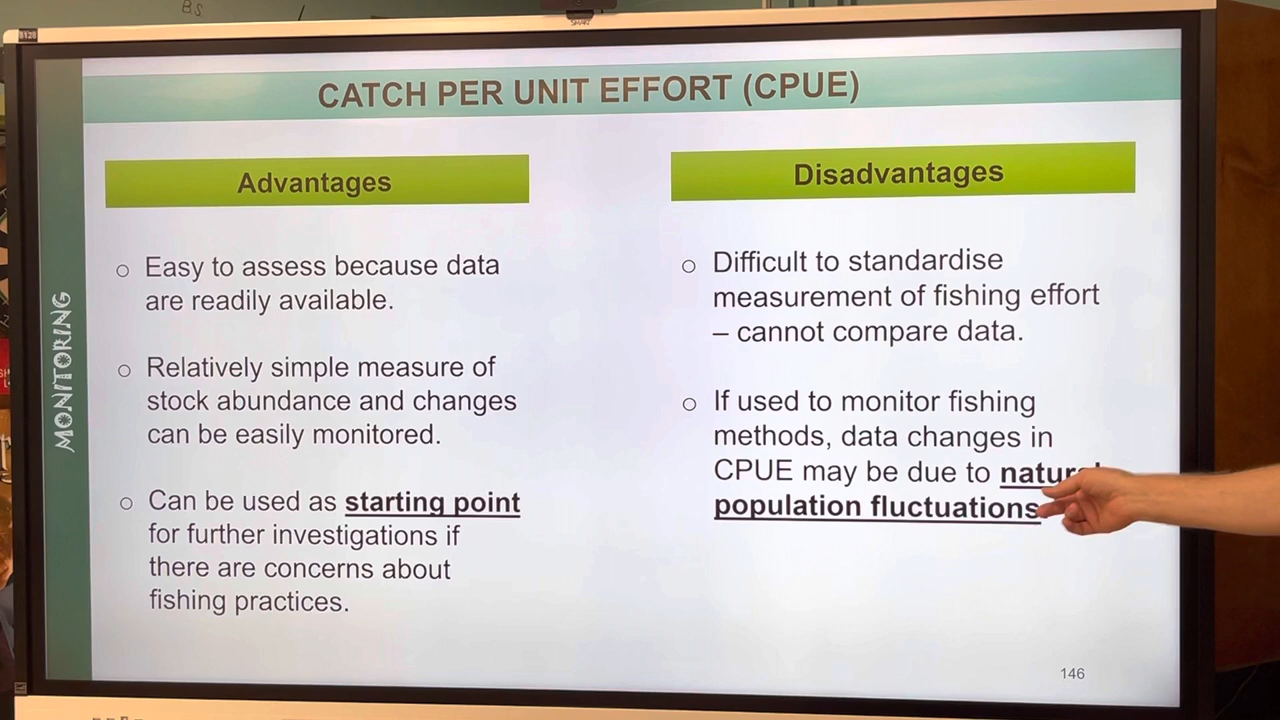 B.S
SMART
CATCH PER UNIT EFFORT (CPUE)
MONITORING
Advantages
○ Easy to assess because data
are readily available.
○ Relatively simple measure of
stock abundance and changes
can be easily monitored.
○ Can be used as starting point
for further investigations if
there are concerns about
fishing practices.
Disadvantages
○ Difficult to standardise
measurement of fishing effort
– cannot compare data.
○ If used to monitor fishing
methods, data changes in
CPUE may be due to natural
population fluctuations.
146